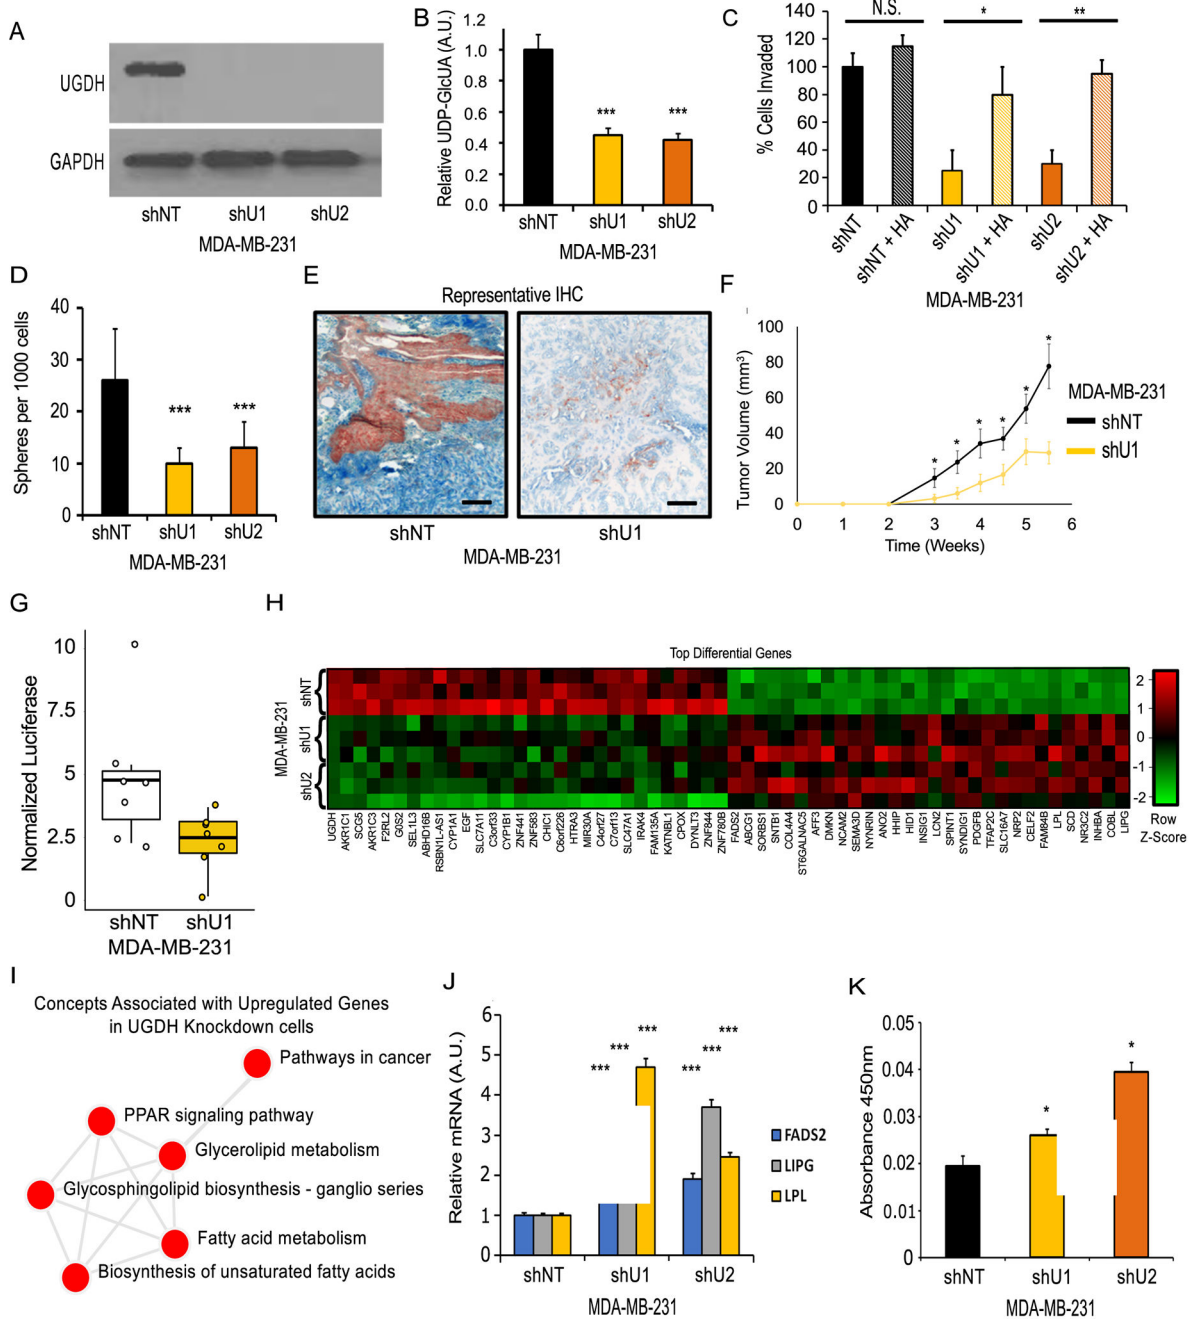 A
UGDH
GAPDH
shNT shU1 shU2
MDA-MB-231
B
Relative UDP-GlcUA (A.U.)
1.2
1.0
0.8
0.6
0.4
0.2
0.0
*** ***
shNT shU1 shU2
MDA-MB-231
C
% Cells Invaded
140
120
100
80
60
40
20
0
N.S. * **
shNT
shNT + HA
shU1
shU1 + HA
shU2
shU2 + HA
MDA-MB-231
D
Spheres per 1000 cells
40
30
20
10
0
*** ***
shNT shU1 shU2
MDA-MB-231
E
Representative IHC
shNT shU1
MDA-MB-231
F
Tumor Volume (mm³)
100
80
60
40
20
0
* * * * * *
0 1 2 3 4 5 6
Time (Weeks)
MDA-MB-231
shNT
shU1
G
Normalized Luciferase
10
7.5
5
2.5
0
shNT shU1
MDA-MB-231
H
Top Differential Genes
MDA-MB-231
shNT
shU1
shU2
UGDH
AKR1C1
SCG5
AKR1C3
F2RL2
G0S2
SEL1L3
ABHD16B
RSBN1L-AS1
CYP1A1
EGF
SLC7A11
C3orf33
CYP1B1
ZNF441
ZNF583
CHIC1
C6orf226
HTRA3
MIR30A
C4orf27
C7orf13
SLC47A1
IRAK4
FAM135A
KATNBL1
CPOX
DYNLT3
ZNF844
ZNF780B
FADS2
ABCG1
SORBS1
SNTB1
COL4A4
ST6GALNAC5
AFF3
DMKN
NCAM2
SEMA3D
NYNRIN
ANO2
HHIP
HID1
INSIG1
LCN2
SPINT1
SYNDIG1
PDGFB
TFAP2C
SLC16A7
NRP2
CELF2
FAM84B
LPL
SCD
NR3C2
INHBA
COBL
LIPG
2
1
0
-1
-2
Row
Z-Score
I
Concepts Associated with Upregulated Genes
in UGDH Knockdown cells
Pathways in cancer
PPAR signaling pathway
Glycerolipid metabolism
Glycosphingolipid biosynthesis - ganglio series
Fatty acid metabolism
Biosynthesis of unsaturated fatty acids
J
Relative mRNA (A.U.)
6
5
4
3
2
1
0
*** *** *** *** *** ***
shNT shU1 shU2
MDA-MB-231
FADS2
LIPG
LPL
K
Absorbance 450nm
0.05
0.04
0.03
0.02
0.01
0
* *
shNT shU1 shU2
MDA-MB-231